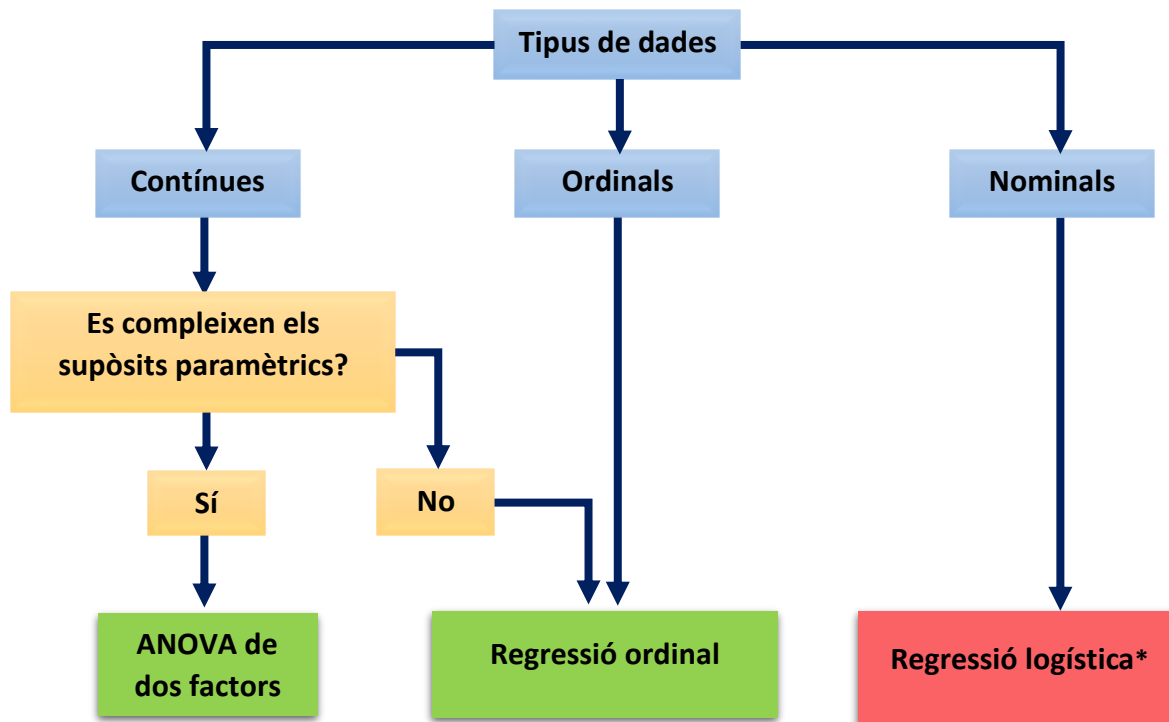 Tipus de dades
Contínues
Ordinals
Nominals
Es compleixen els
supòsits paramètrics?
Sí
No
ANOVA de
dos factors
Regressió ordinal
Regressió logística*